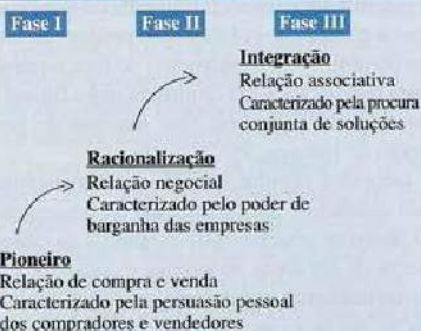 Fase I
Fase II
Fase III
Integração
Relação associativa
Caracterizado pela procura
conjunta de soluções
Racionalização
Relação negocial
Caracterizado pelo poder de
barganha das empresas
Pioneiro
Relação de compra e venda
Caracterizado pela persuasão pessoal
dos compradores e vendedores